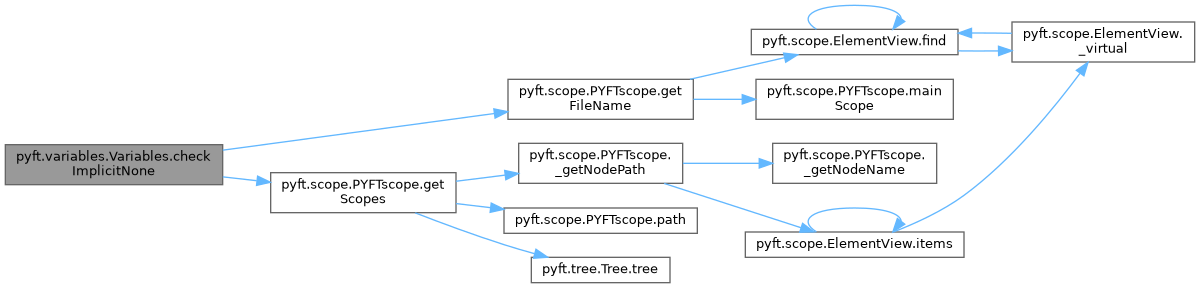 pyft.variables.Variables.check
ImplicitNone
pyft.scope.PYFTscope.get
FileName
pyft.scope.ElementView.find
pyft.scope.ElementView.
_virtual
pyft.scope.PYFTscope.main
Scope
pyft.scope.PYFTscope.get
Scopes
pyft.scope.PYFTscope.
_getNodePath
pyft.scope.PYFTscope.
_getNodeName
pyft.scope.PYFTscope.path
pyft.scope.ElementView.items
pyft.tree.Tree.tree